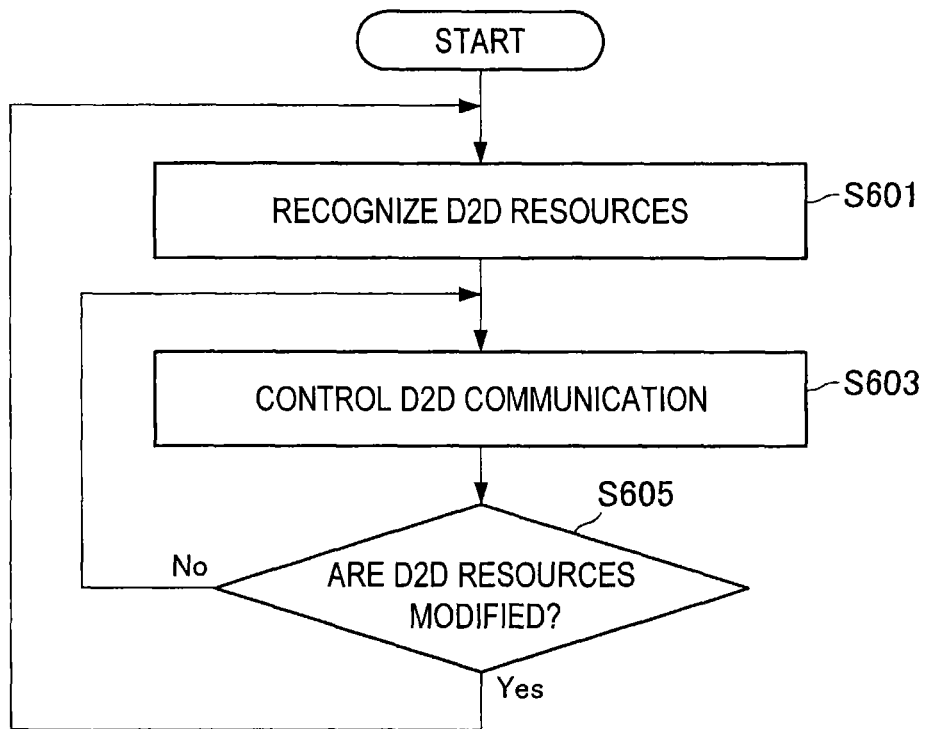 START
RECOGNIZE D2D RESOURCES
S601
CONTROL D2D COMMUNICATION
S603
S605
ARE D2D RESOURCES
MODIFIED?
No
Yes